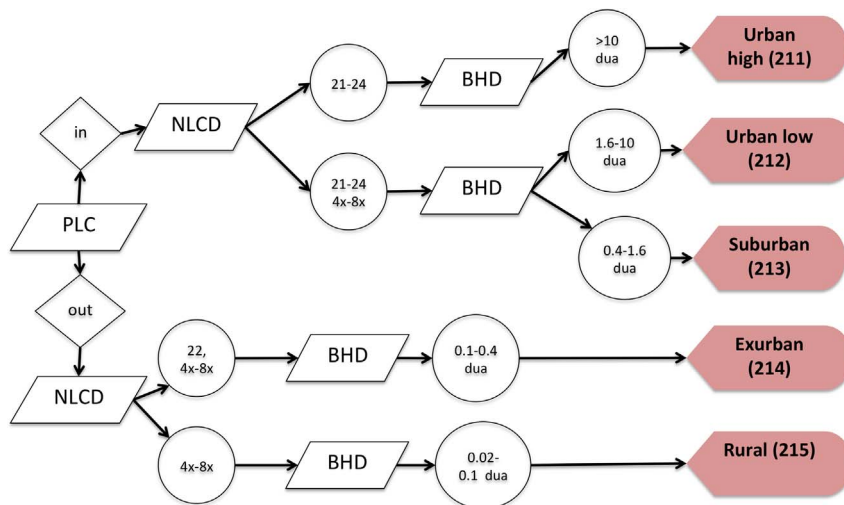 PLC
in
NLCD
21-24
BHD
>10
dua
Urban
high (211)
21-24
4x-8x
BHD
1.6-10
dua
Urban low
(212)
0.4-1.6
dua
Suburban
(213)
out
NLCD
22,
4x-8x
BHD
0.1-0.4
dua
Exurban
(214)
4x-8x
BHD
0.02-
0.1 dua
Rural (215)